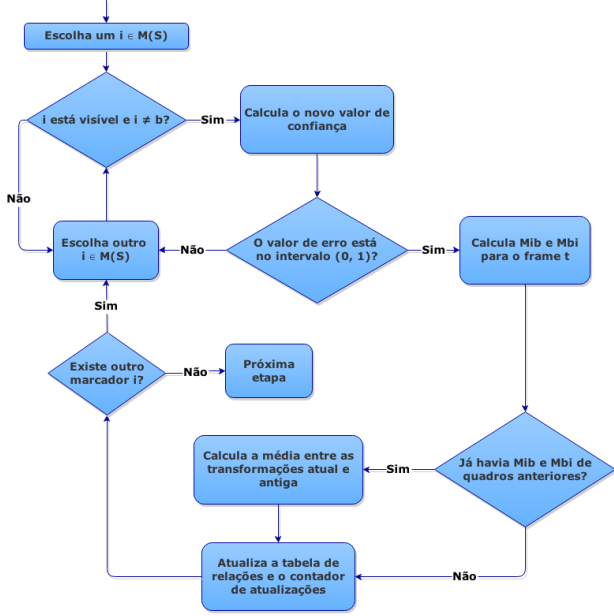 Escolha um i ∈ M(S)
i está visível e i ≠ b?
Sim
Calcula o novo valor de
confiança
Não
Escolha outro
i ∈ M(S)
Não
O valor de erro está
no intervalo (0, 1)?
Sim
Calcula Mib e Mbi
para o frame t
Sim
Existe outro
marcador i?
Não
Próxima
etapa
Calcula a média entre as
transformações atual e
antiga
Sim
Já havia Mib e Mbi de
quadros anteriores?
Atualiza a tabela de
relações e o contador
de atualizações
Não